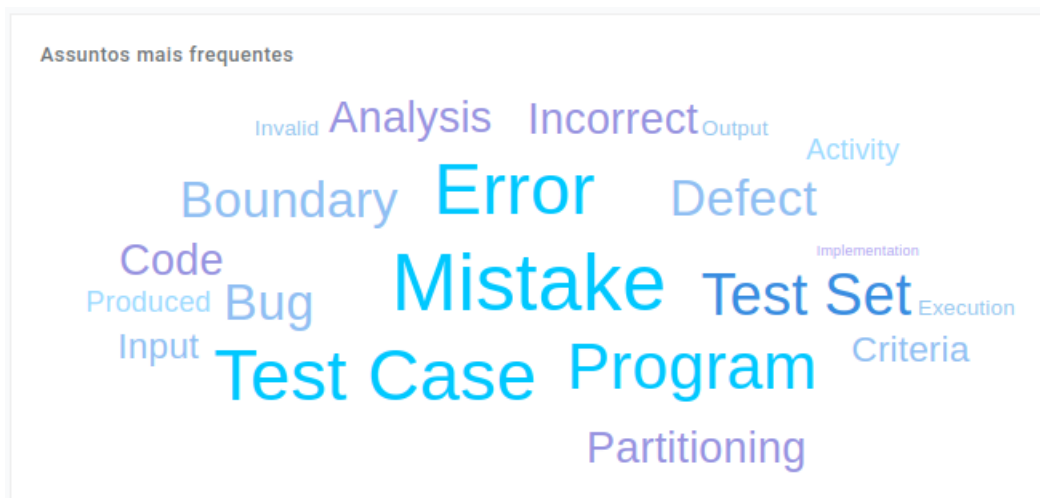 Assuntos mais frequentes
Invalid Analysis Incorrect Output
Activity
Boundary Error Defect
Code Mistake Implementation
Produced Bug Test Set Execution
Input Test Case Program Criteria
Partitioning